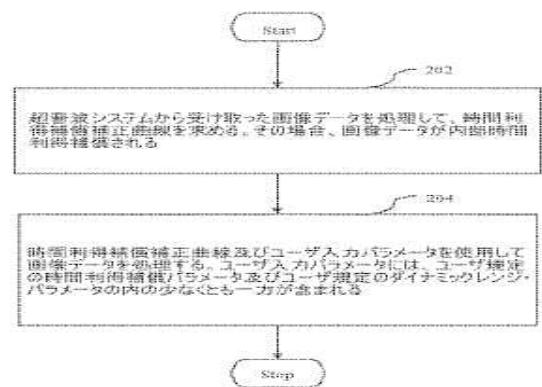 Start
202
超音波システムから受け取った画像データを処理して、時間利
得補償補正曲線を求める。その場合、画像データが内部時間
利得補償される
204
時間利得補償補正曲線及びユーザ入力パラメータを使用して
画像データを処理する。ユーザ入力パラメータには、ユーザ規定
の時間利得補償パラメータ及びユーザ規定のダイナミックレンジ・
パラメータの内の少なくとも一方が含まれる
Stop